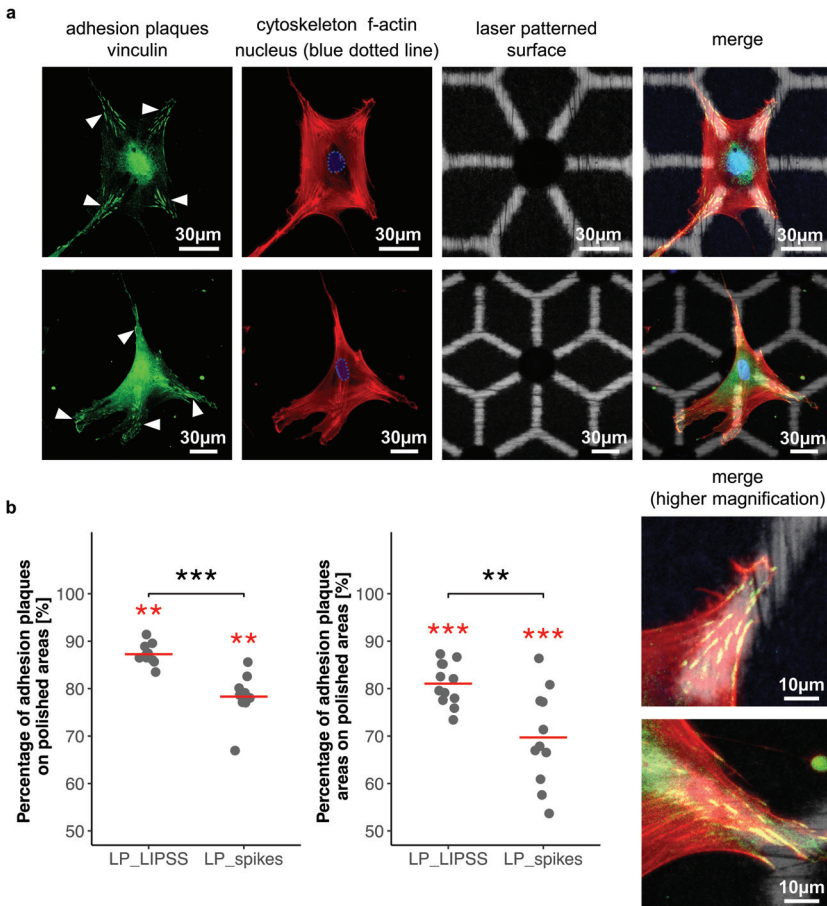 a
adhesion plaques
vinculin
cytoskeleton f-actin
nucleus (blue dotted line)
laser patterned
surface
merge
30µm
30µm
30µm
30µm
30µm
30µm
30µm
30µm
b
Percentage of adhesion plaques
on polished areas [%]
100
90
80
70
60
50
***
**
**
LP_LIPSS
LP_spikes
Percentage of adhesion plaques
areas on polished areas [%]
100
90
80
70
60
50
**
***
***
LP_LIPSS
LP_spikes
merge
(higher magnification)
10µm
10µm